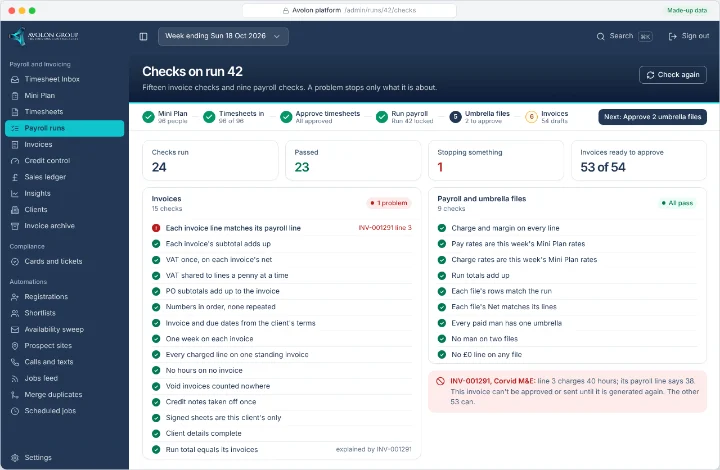 Avolon platform /admin/runs/42/checks
Made-up data
AVOLON GROUP
Week ending Sun 18 Oct 2026
Search ⌘K
Sign out
Payroll and Invoicing
Timesheet Inbox
Mini Plan
Timesheets
Payroll runs
Invoices
Credit control
Sales ledger
Insights
Clients
Invoice archive
Compliance
Cards and tickets
Automations
Registrations
Shortlists
Availability sweep
Prospect sites
Calls and texts
Jobs feed
Merge duplicates
Scheduled jobs
Settings
Checks on run 42
Fifteen invoice checks and nine payroll checks. A problem stops only what it is about.
Check again
Mini Plan
96 people
Timesheets in
96 of 96
Approve timesheets
All approved
Run payroll
Run 42 locked
5
Umbrella files
2 to approve
6
Invoices
54 drafts
Next: Approve 2 umbrella files
Checks run
24
Passed
23
Stopping something
1
Invoices ready to approve
53 of 54
Invoices
15 checks
1 problem
Each invoice line matches its payroll line
INV-001291 line 3
Each invoice's subtotal adds up
VAT once, on each invoice's net
VAT shared to lines a penny at a time
PO subtotals add up to the invoice
Numbers in order, none repeated
Invoice and due dates from the client's terms
One week on each invoice
Every charged line on one standing invoice
No hours on no invoice
Void invoices counted nowhere
Credit notes taken off once
Signed sheets are this client's only
Client details complete
Run total equals its invoices
explained by INV-001291
Payroll and umbrella files
9 checks
All pass
Charge and margin on every line
Pay rates are this week's Mini Plan rates
Charge rates are this week's Mini Plan rates
Run totals add up
Each file's rows match the run
Each file's Net matches its lines
Every paid man has one umbrella
No man on two files
No £0 line on any file
INV-001291, Corvid M&E: line 3 charges 40 hours; its payroll line says 38.
This invoice can't be approved or sent until it is generated again. The other
53 can.